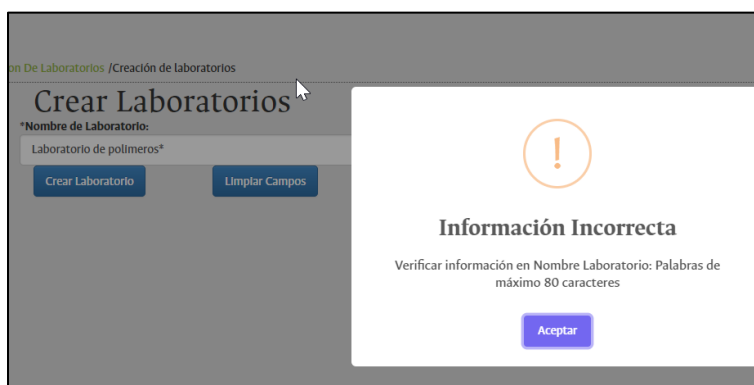 on De Laboratorios /Creación de laboratorios
Crear Laboratorios
*Nombre de Laboratorio:
Laboratorio de polimeros*
Crear Laboratorio
Limpiar Campos
!
Información Incorrecta
Verificar información en Nombre Laboratorio: Palabras de
máximo 80 caracteres
Aceptar